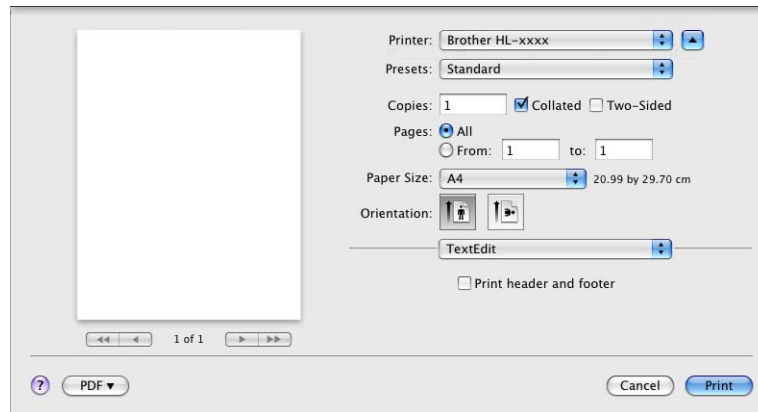 Printer: Brother HL-xxxx
Presets: Standard
Copies: 1 Collated Two-Sided
Pages: All
From: 1 to: 1
Paper Size: A4 20.99 by 29.70 cm
Orientation:
TextEdit
Print header and footer
1 of 1
? PDF Cancel Print